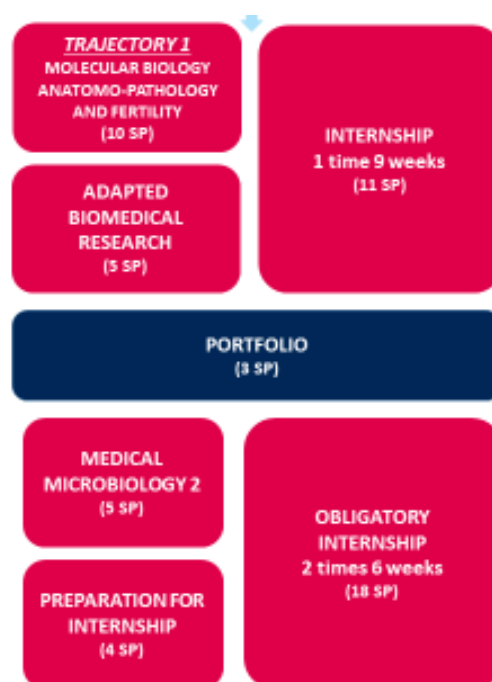 TRAJECTORY 1
MOLECULAR BIOLOGY
ANATOMO-PATHOLOGY
AND FERTILITY
(10 SP)
INTERNSHIP
1 time 9 weeks
(11 SP)
ADAPTED
BIOMEDICAL
RESEARCH
(5 SP)
PORTFOLIO
(3 SP)
MEDICAL
MICROBIOLOGY 2
(5 SP)
OBLIGATORY
INTERNSHIP
2 times 6 weeks
(18 SP)
PREPARATION FOR
INTERNSHIP
(4 SP)